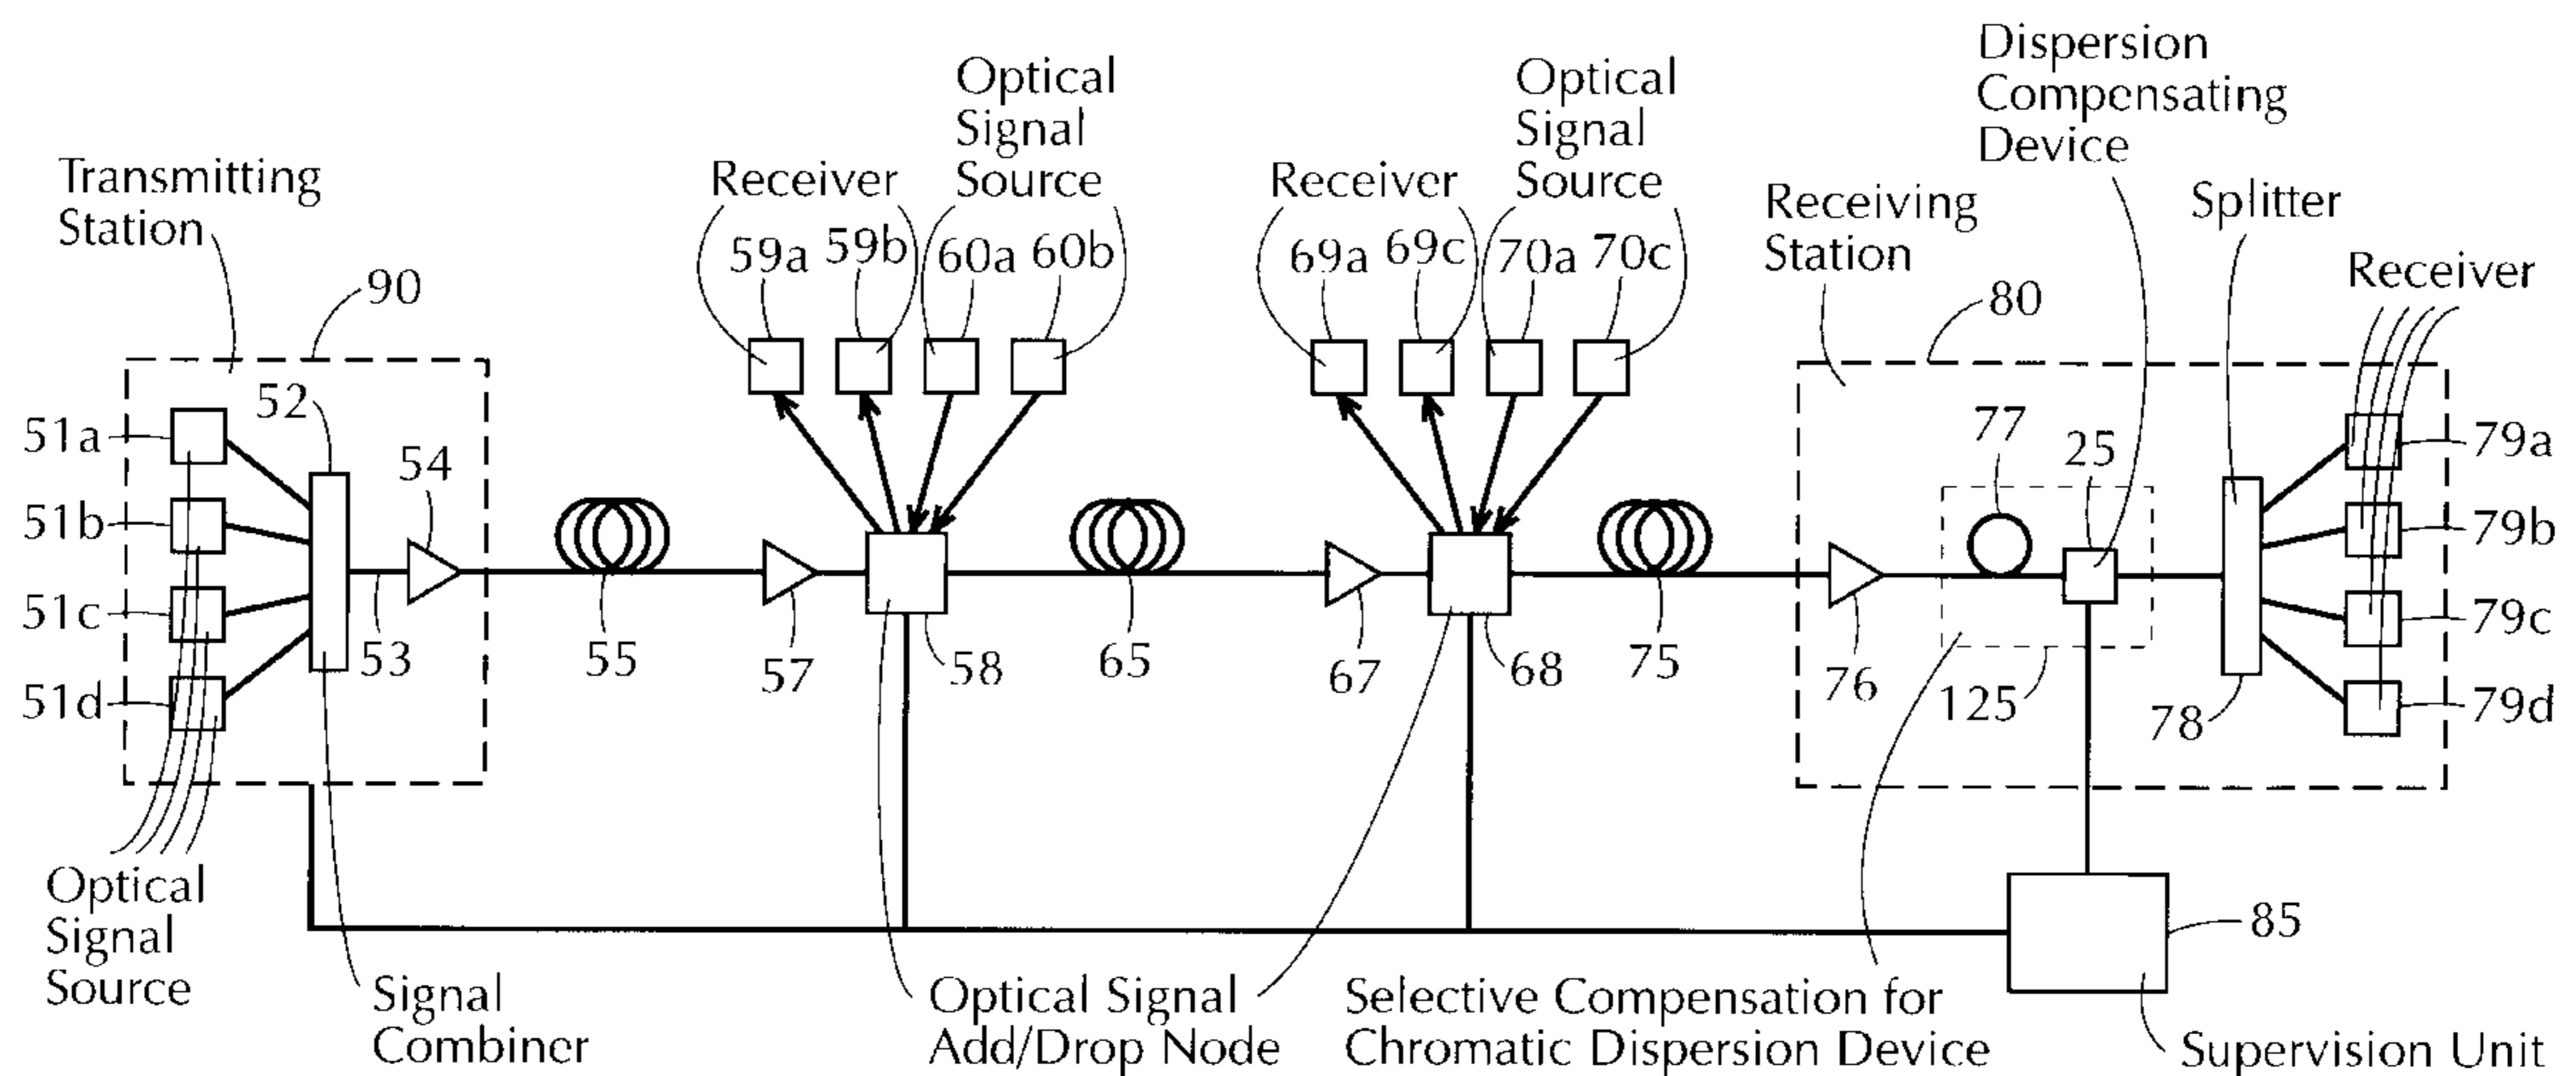 Transmitting
Station
90
51a
51b
51c
51d
52
53
54
Optical
Signal
Source
Signal
Combiner
55
57
Receiver
59a
59b
Optical
Signal
Source
60a
60b
58
65
67
Optical Signal
Add/Drop Node
Receiver
69a
69c
Optical
Signal
Source
70a
70c
68
75
Receiving
Station
80
76
77
25
125
Dispersion
Compensating
Device
Selective Compensation for
Chromatic Dispersion Device
Splitter
78
Receiver
79a
79b
79c
79d
85
Supervision Unit